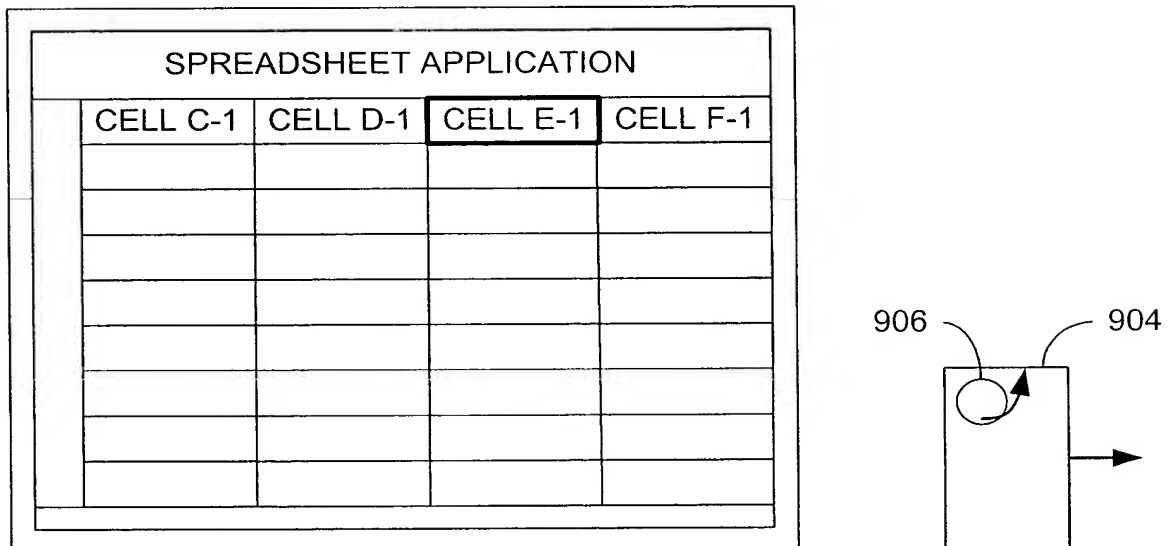 SPREADSHEET APPLICATION
CELL C-1 CELL D-1 CELL E-1 CELL F-1
906 904